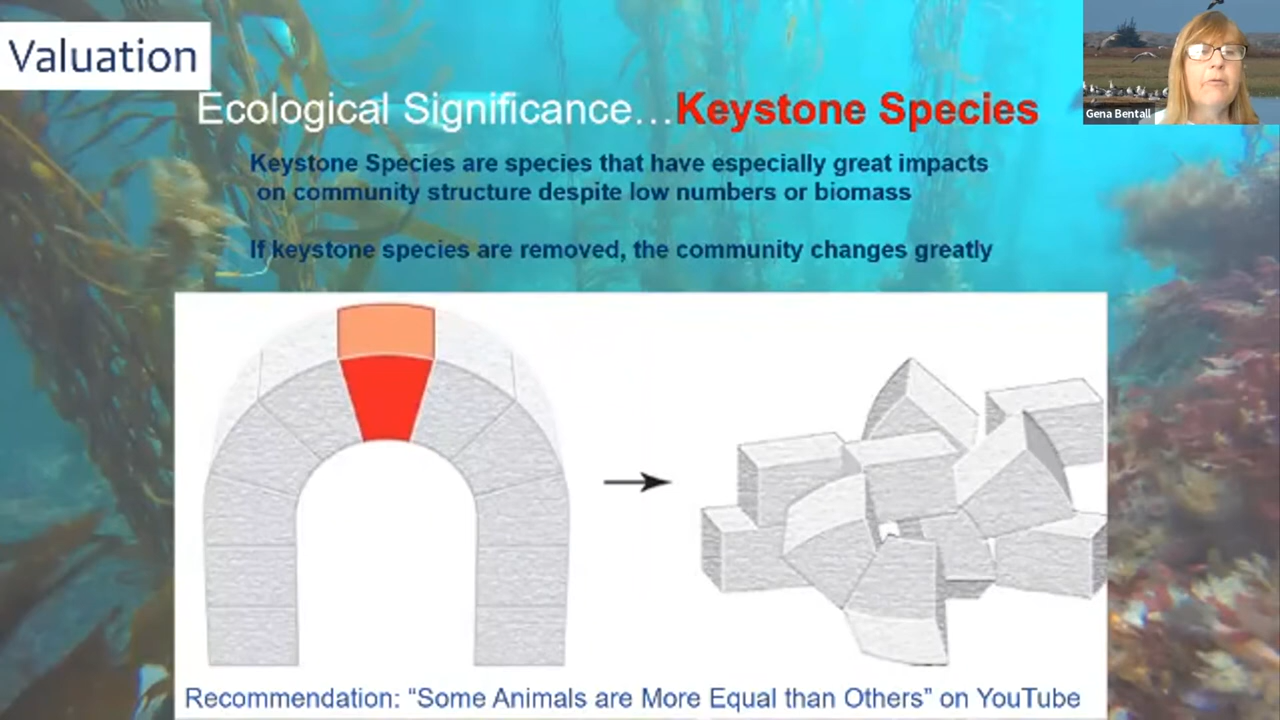 Valuation
Ecological Significance…Keystone Species
Gena Bentall
Keystone Species are species that have especially great impacts
on community structure despite low numbers or biomass
If keystone species are removed, the community changes greatly
Recommendation: “Some Animals are More Equal than Others” on YouTube